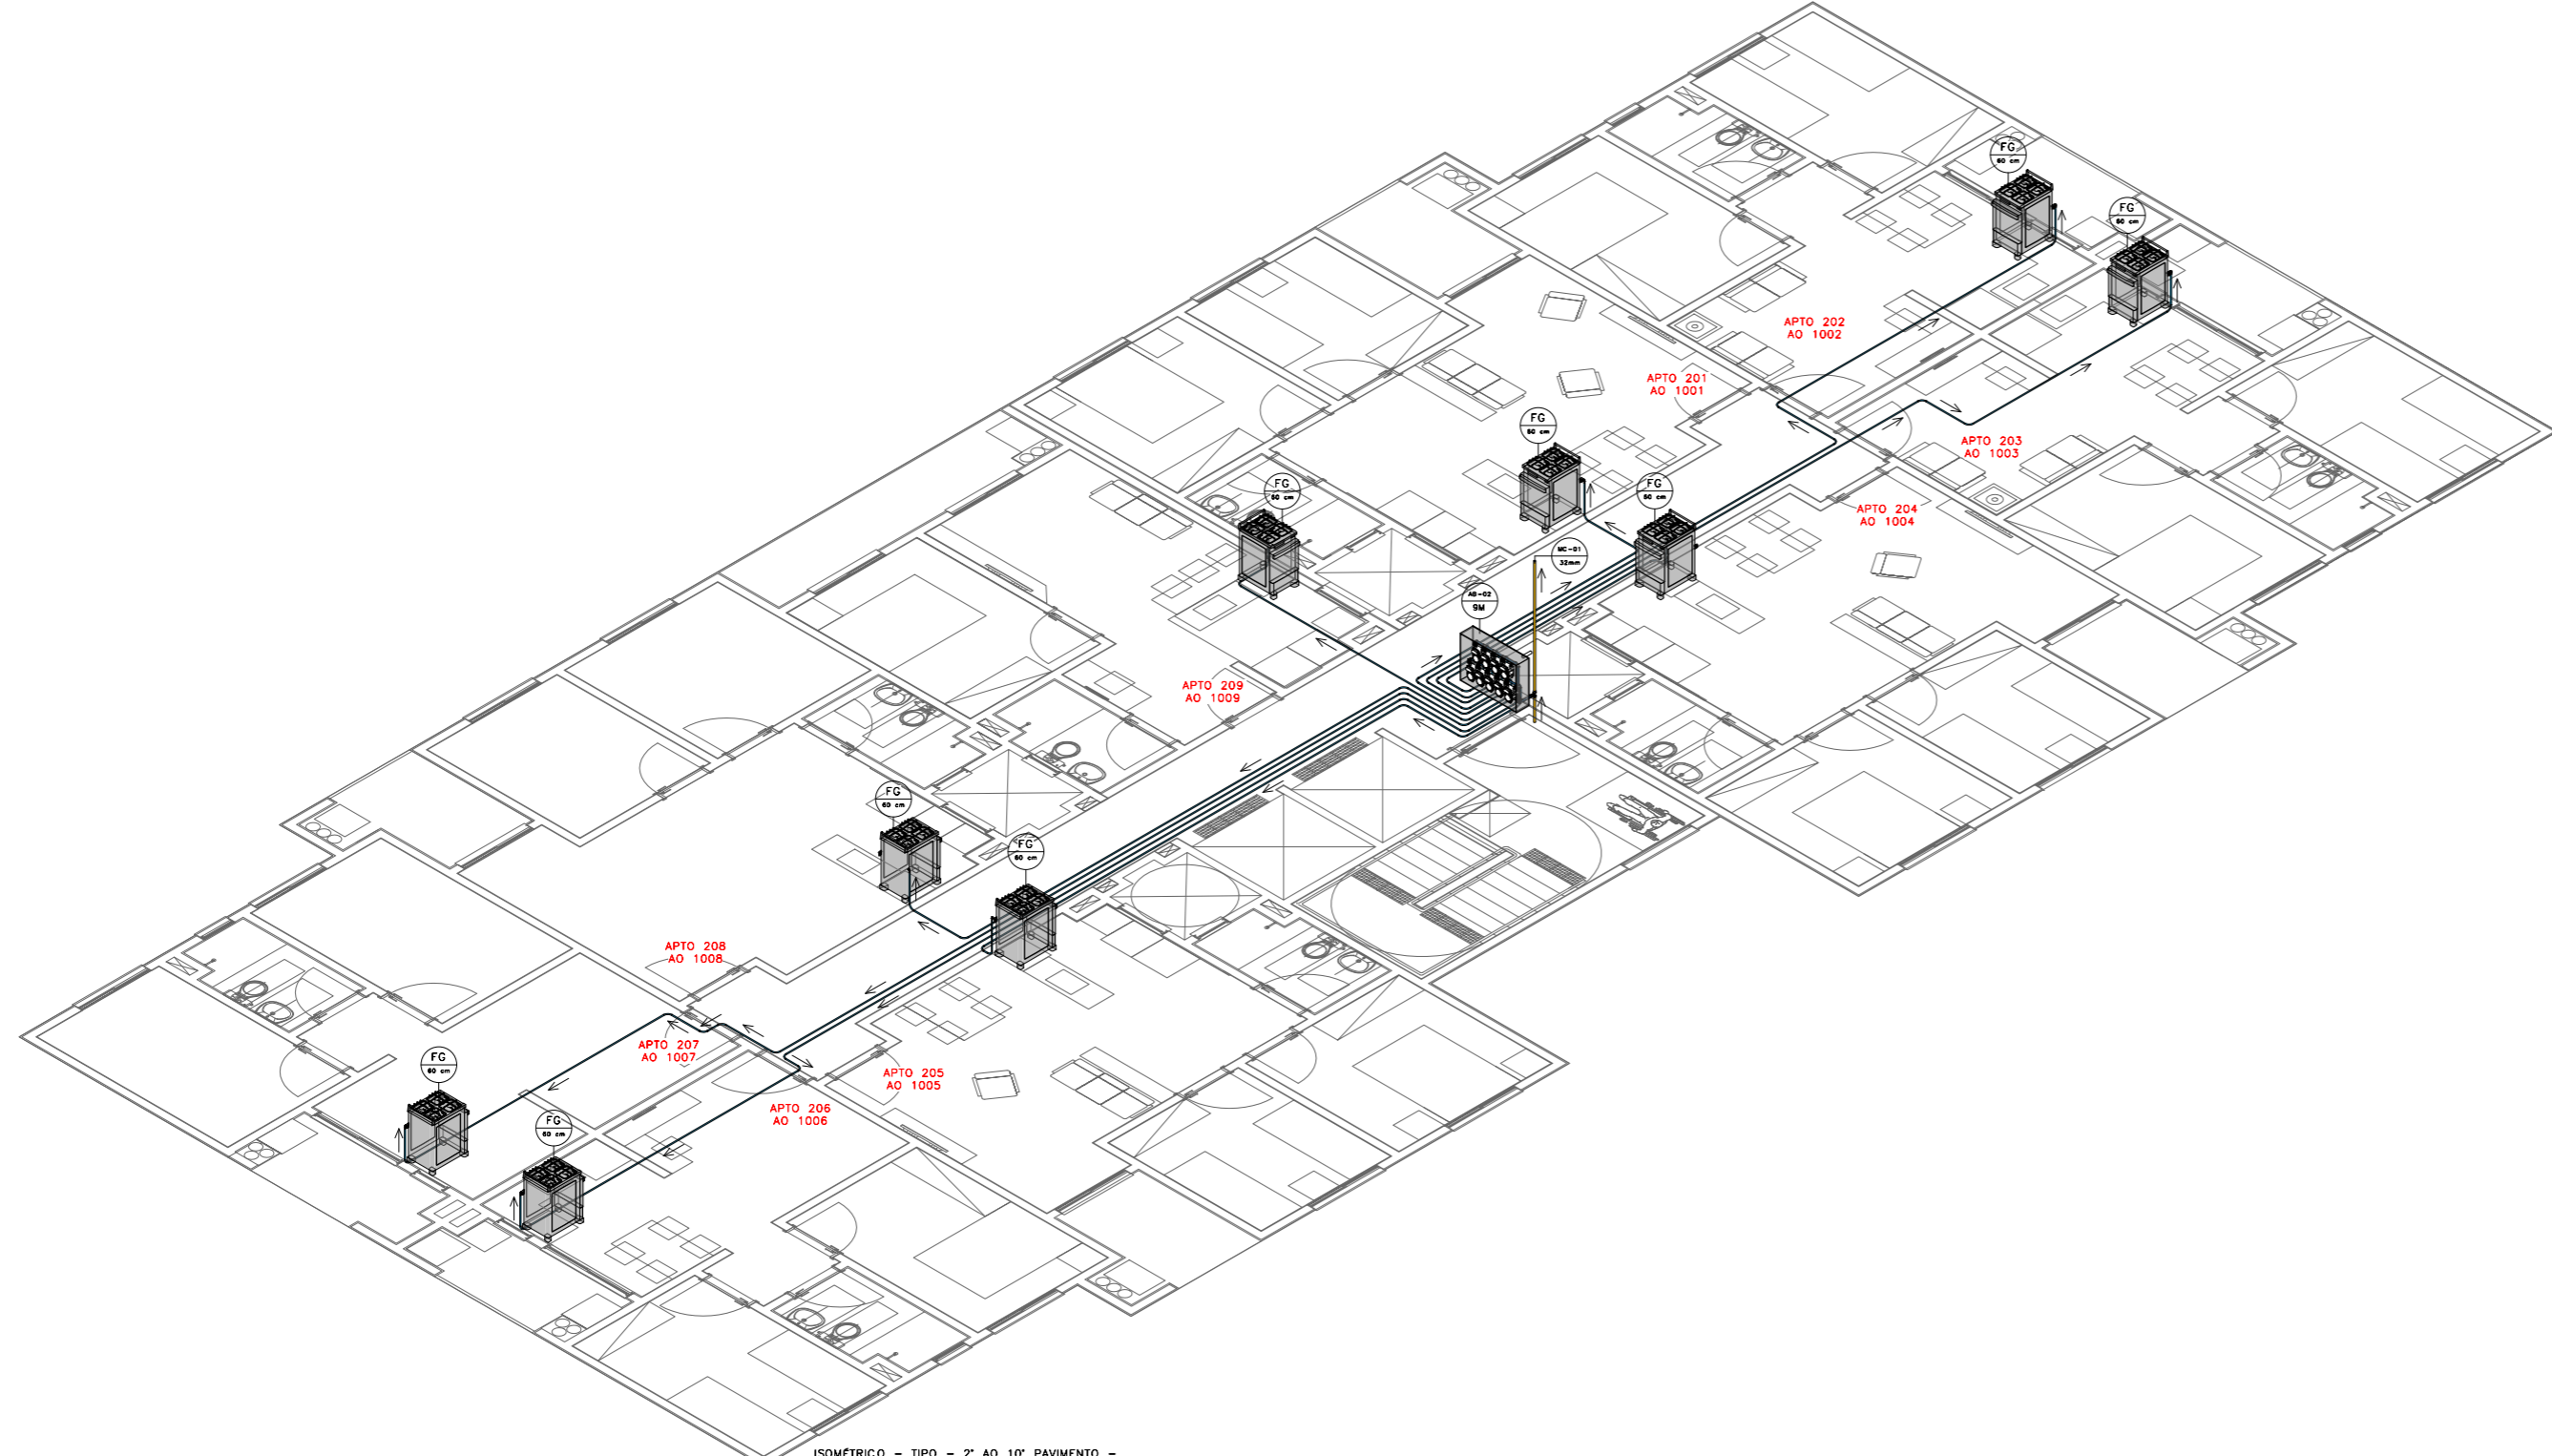 FG
60 cm
FG
60 cm
APTO 202
AO 1002
APTO 201
AO 1001
FG
60 cm
APTO 203
AO 1003
FG
60 cm
FG
60 cm
APTO 204
AO 1004
MC-01
32mm
AB-02
9M
APTO 209
AO 1009
FG
60 cm
FG
60 cm
APTO 208
AO 1008
APTO 207
AO 1007
FG
60 cm
APTO 205
AO 1005
APTO 206
AO 1006
FG
60 cm
ISOMÉTRICO - TIPO - 2° AO 10° PAVIMENTO -